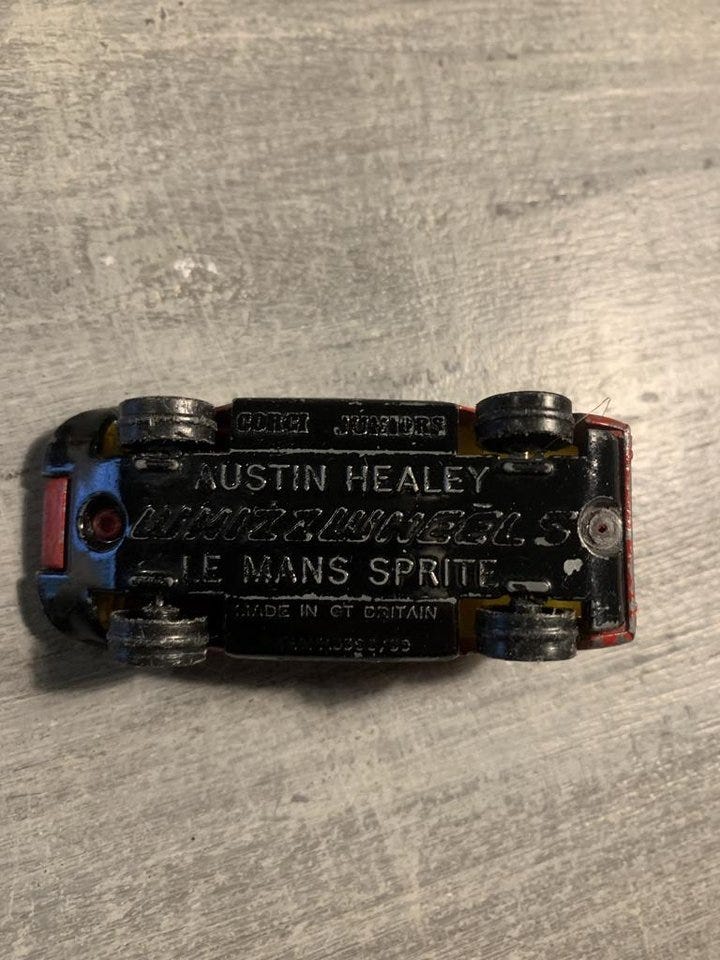 CORGI JUNIORS
AUSTIN HEALEY
WHIZZWHEELS
LE MANS SPRITE
MADE IN GT BRITAIN